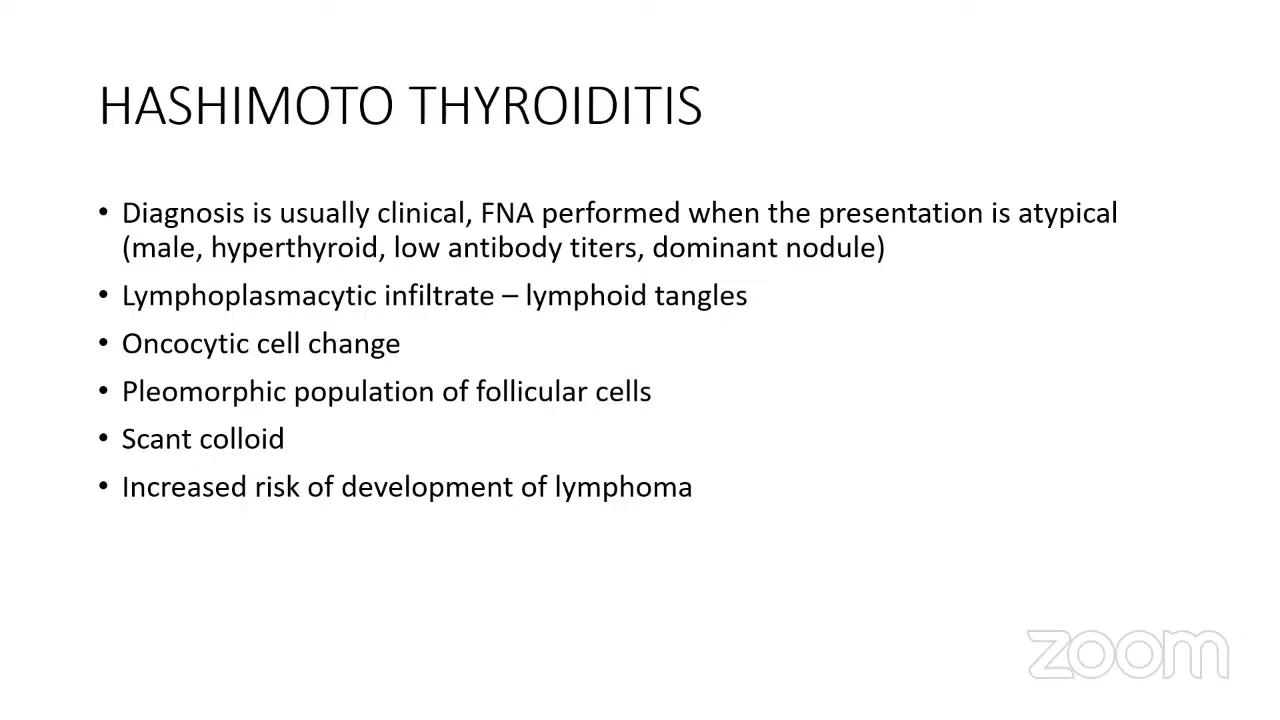 HASHIMOTO THYROIDITIS
• Diagnosis is usually clinical, FNA performed when the presentation is atypical
(male, hyperthyroid, low antibody titers, dominant nodule)
• Lymphoplasmacytic infiltrate – lymphoid tangles
• Oncocytic cell change
• Pleomorphic population of follicular cells
• Scant colloid
• Increased risk of development of lymphoma
zoom